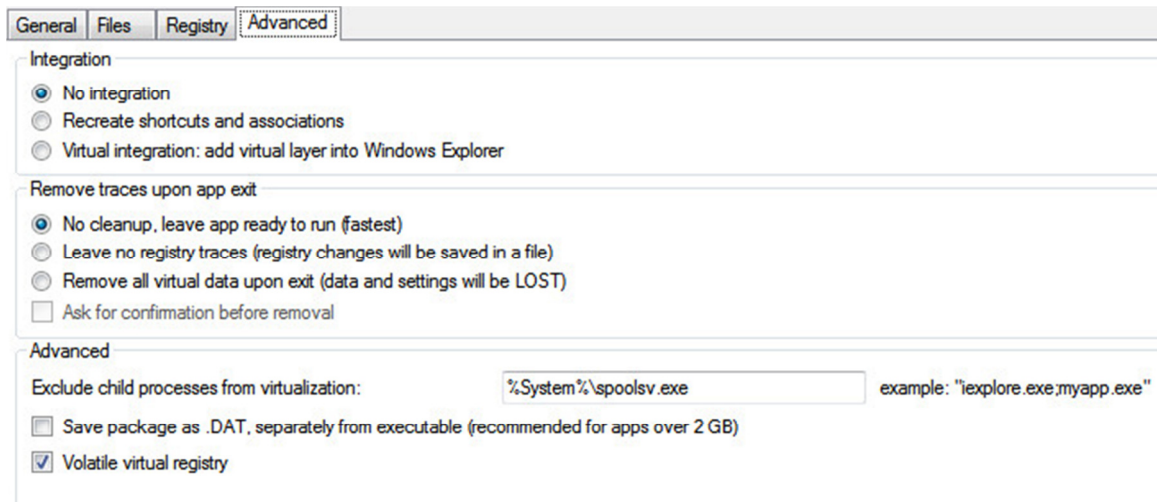 General Files Registry Advanced
Integration
No integration
Recreate shortcuts and associations
Virtual integration: add virtual layer into Windows Explorer
Remove traces upon app exit
No cleanup, leave app ready to run (fastest)
Leave no registry traces (registry changes will be saved in a file)
Remove all virtual data upon exit (data and settings will be LOST)
Ask for confirmation before removal
Advanced
Exclude child processes from virtualization: %System%\spoolsv.exe example: "iexplore.exe;myapp.exe"
Save package as .DAT, separately from executable (recommended for apps over 2 GB)
Volatile virtual registry